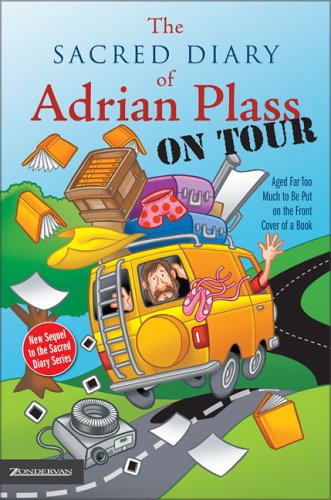 The
SACRED DIARY
of
Adrian Plass
ON TOUR
Aged Far Too
Much to Be Put
on the Front
Cover of a Book
New Sequel
to the Sacred
Diary Series
ZONDERVAN